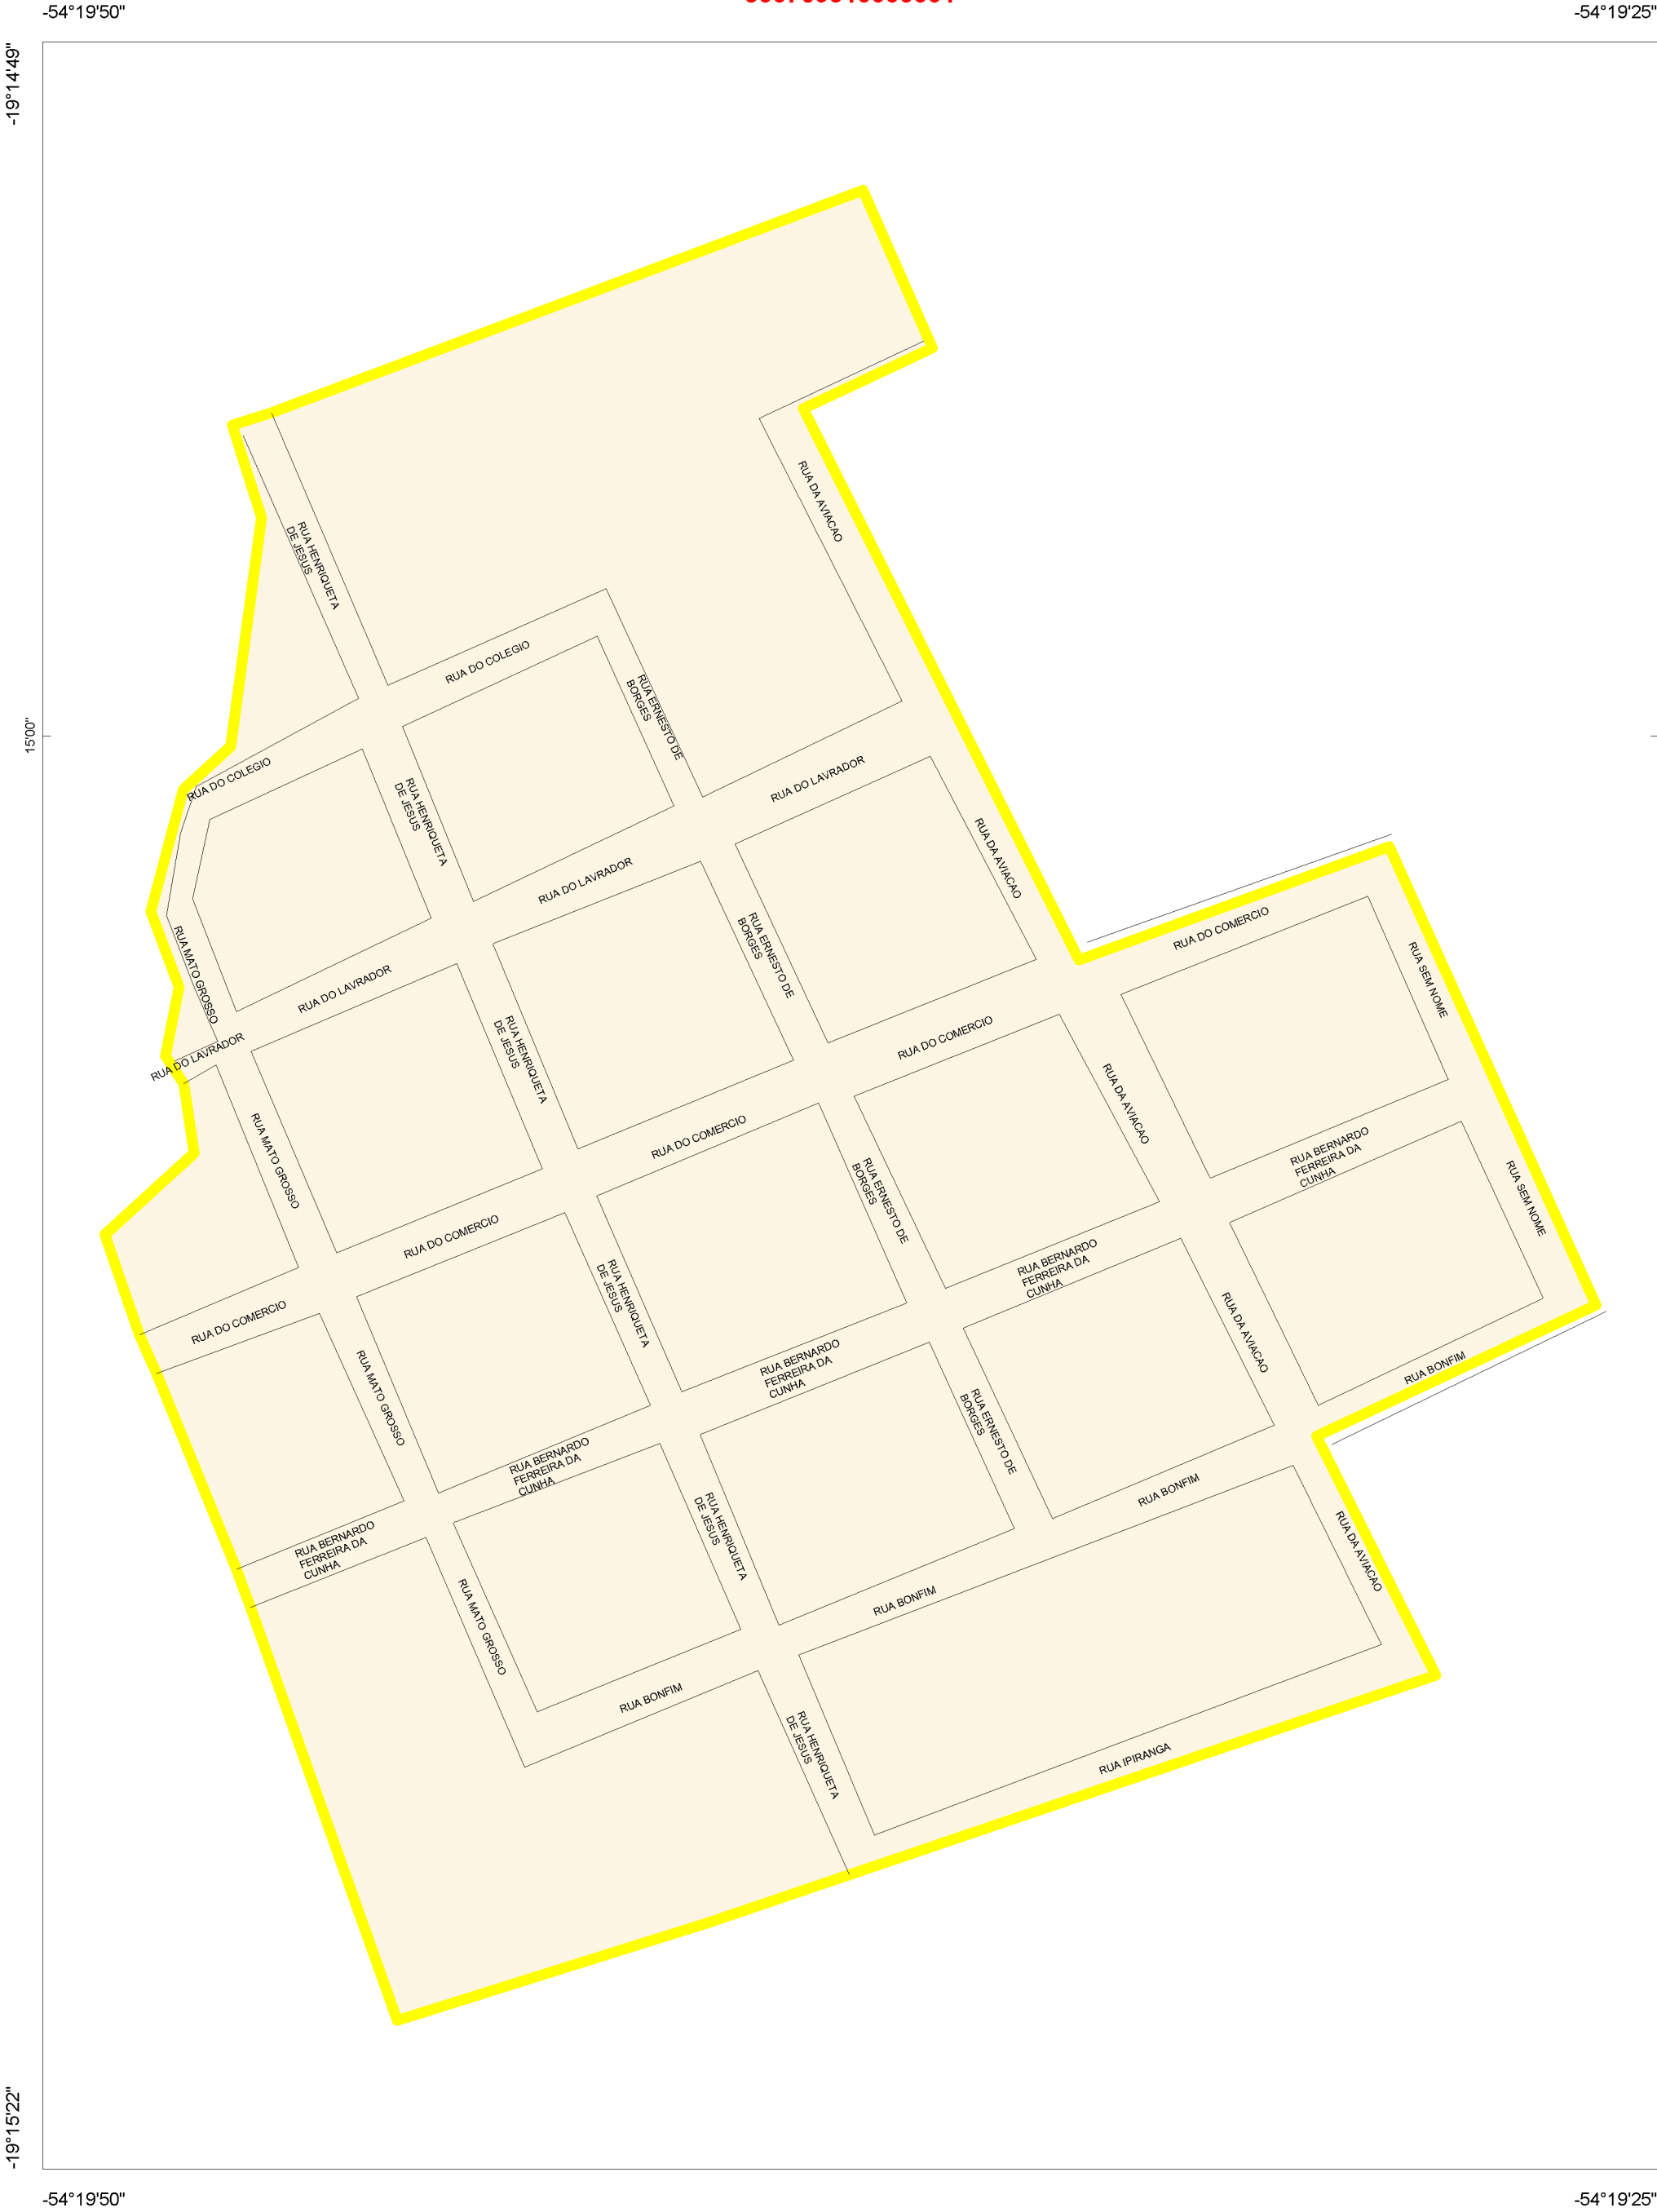 -54°19'50"
-54°19'25"
-19°14'49"
RUA DA AVIACAO
RUA HENRIQUETA
DE JESUS
RUA DO COLEGIO
RUA ERNESTO DE
BORGES
15'00"
RUA DO COLEGIO
RUA DO LAVRADOR
RUA HENRIQUETA
DE JESUS
RUA DA AVIACAO
RUA DO LAVRADOR
RUA DO COMERCIO
RUA ERNESTO DE
BORGES
RUA SEM NOME
RUA MATO GROSSO
RUA DO LAVRADOR
RUA DO LAVRADOR
RUA HENRIQUETA
DE JESUS
RUA DO COMERCIO
RUA DA AVIACAO
RUA MATO GROSSO
RUA DO COMERCIO
RUA BERNARDO
FERREIRA DA
CUNHA
RUA ERNESTO DE
BORGES
RUA SEM NOME
RUA DO COMERCIO
RUA BERNARDO
FERREIRA DA
CUNHA
RUA HENRIQUETA
DE JESUS
RUA DO COMERCIO
RUA DA AVIACAO
RUA BERNARDO
FERREIRA DA
CUNHA
RUA BONFIM
RUA MATO GROSSO
RUA ERNESTO DE
BORGES
RUA BERNARDO
FERREIRA DA
CUNHA
RUA BONFIM
RUA HENRIQUETA
DE JESUS
RUA DA AVIACAO
RUA BERNARDO
FERREIRA DA
CUNHA
RUA BONFIM
RUA MATO GROSSO
RUA BONFIM
RUA HENRIQUETA
DE JESUS
RUA IPIRANGA
-19°15'22"
-54°19'50"
-54°19'25"